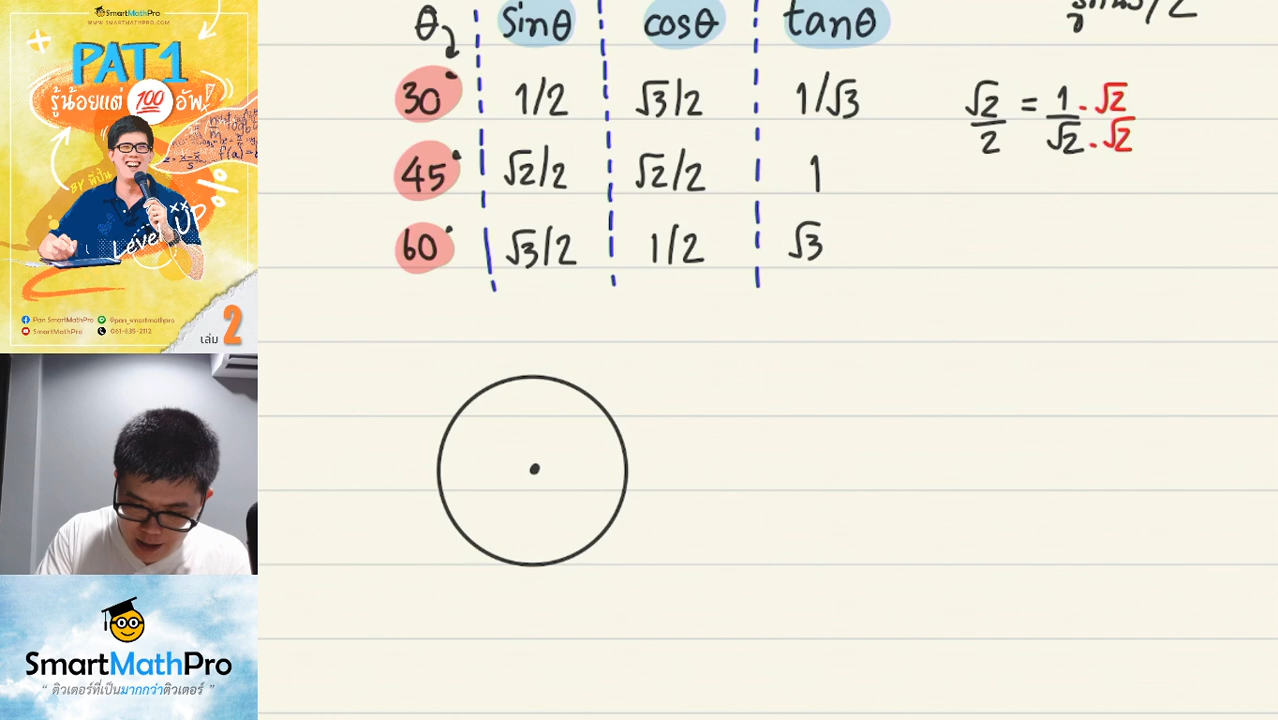 SmartMathPro
WWW.SMARTMATHPRO.COM
PAT1
รู้น้อยแต่ 100 อัพ!
BY พี่ปั้น
Level UP
Pan SmartMathPro @pan_smartmathpro
SmartMathPro 061-635-2112
เล่ม 2
SmartMathPro
“ ติวเตอร์ที่เป็นมากกว่าติวเตอร์ ”
θ sinθ cosθ tanθ
30° 1/2 √3/2 1/√3
45° √2/2 √2/2 1
60° √3/2 1/2 √3
√2/2 = 1/√2 · √2/√2